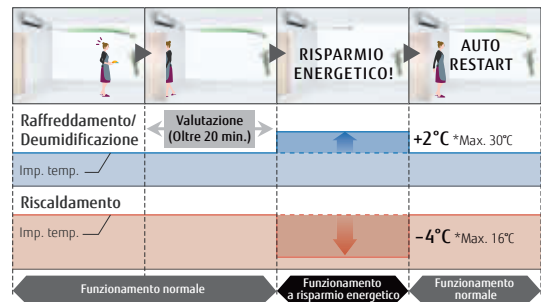 RISPARMIO
ENERGETICO!
AUTO
RESTART
Raffreddamento/
Deumidificazione
Valutazione
(Oltre 20 min.)
+2°C *Max. 30°C
Imp. temp.
Riscaldamento
Imp. temp.
–4°C *Max. 16°C
Funzionamento normale
Funzionamento
a risparmio energetico
Funzionamento
normale